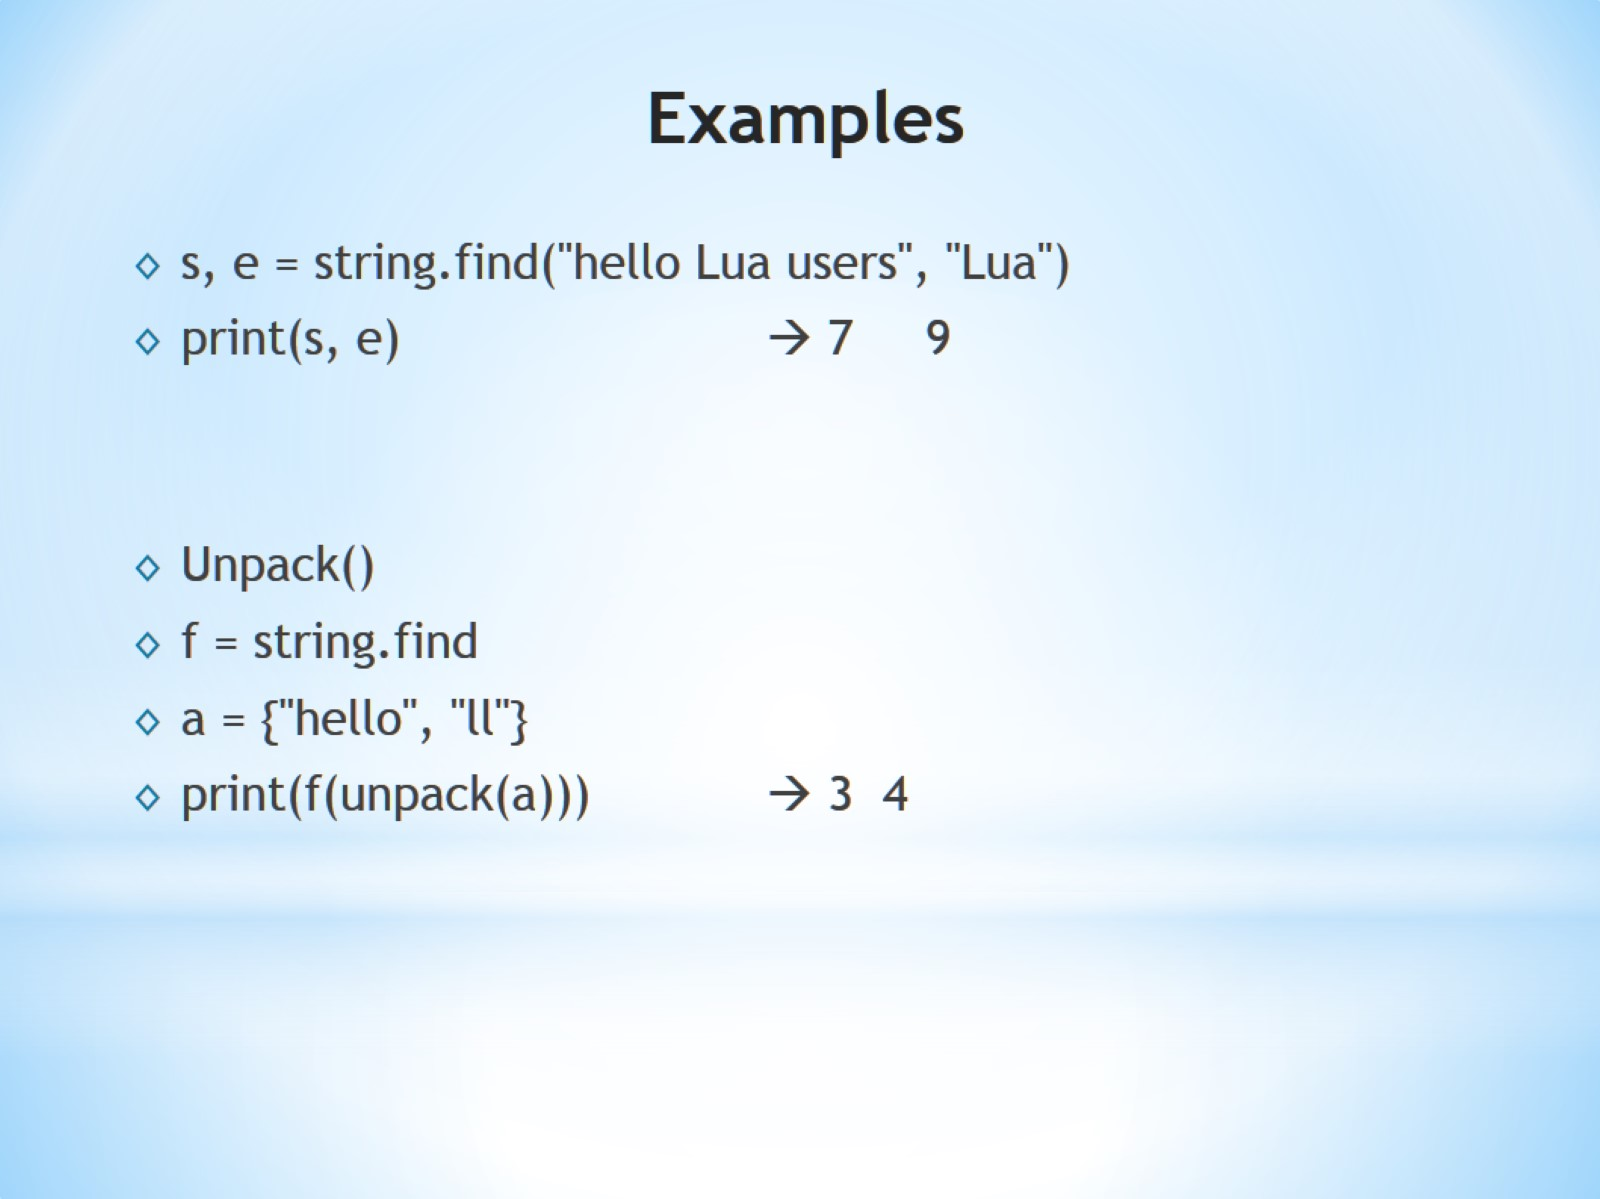 Examples
◇ s, e = string.find("hello Lua users", "Lua")
◇ print(s, e) → 7 9
◇ Unpack()
◇ f = string.find
◇ a = {"hello", "ll"}
◇ print(f(unpack(a))) → 3 4